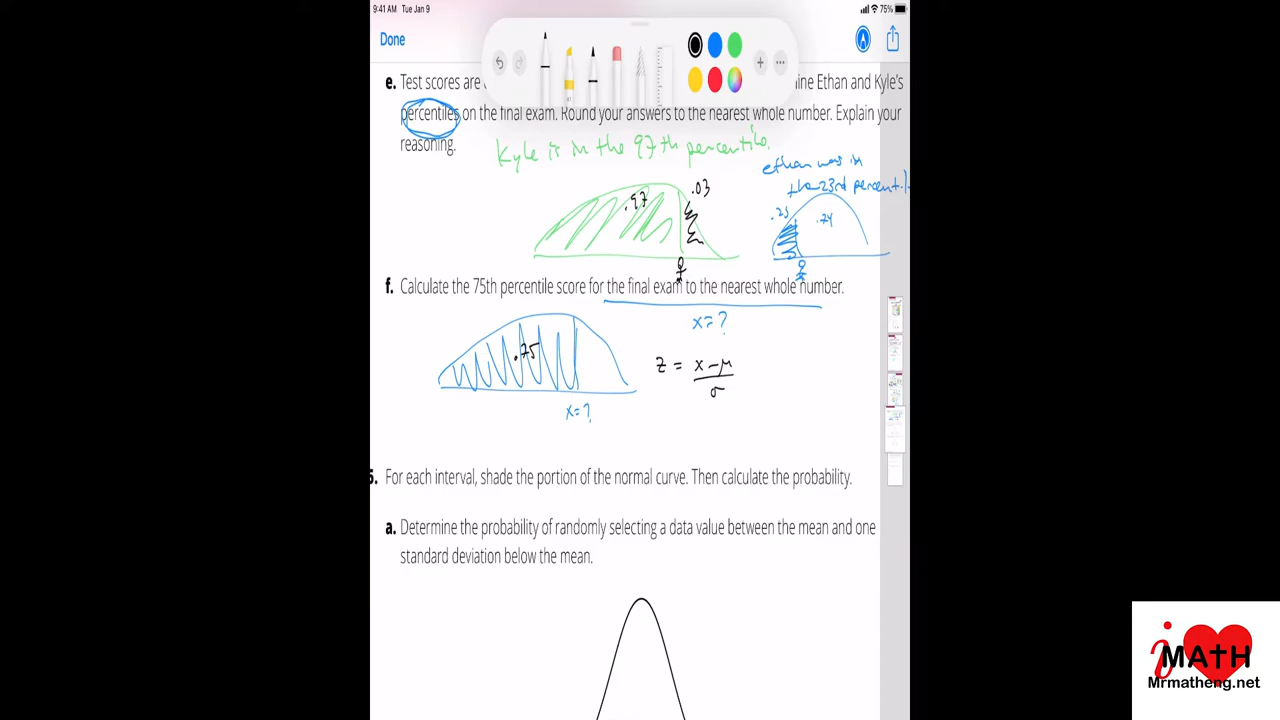 9:41 AM Tue Jan 9
75%
Done
e. Test scores are
ine Ethan and Kyle's
percentiles on the final exam. Round your answers to the nearest whole number. Explain your
reasoning.
Kyle is in the 97th percentile.
ethan was in
the 23rd percentil
.97
.03
.24
f. Calculate the 75th percentile score for the final exam to the nearest whole number.
x=?
.75
z = x-μ
σ
x=?
5. For each interval, shade the portion of the normal curve. Then calculate the probability.
a. Determine the probability of randomly selecting a data value between the mean and one
standard deviation below the mean.
i
MATH
Mrmatheng.net